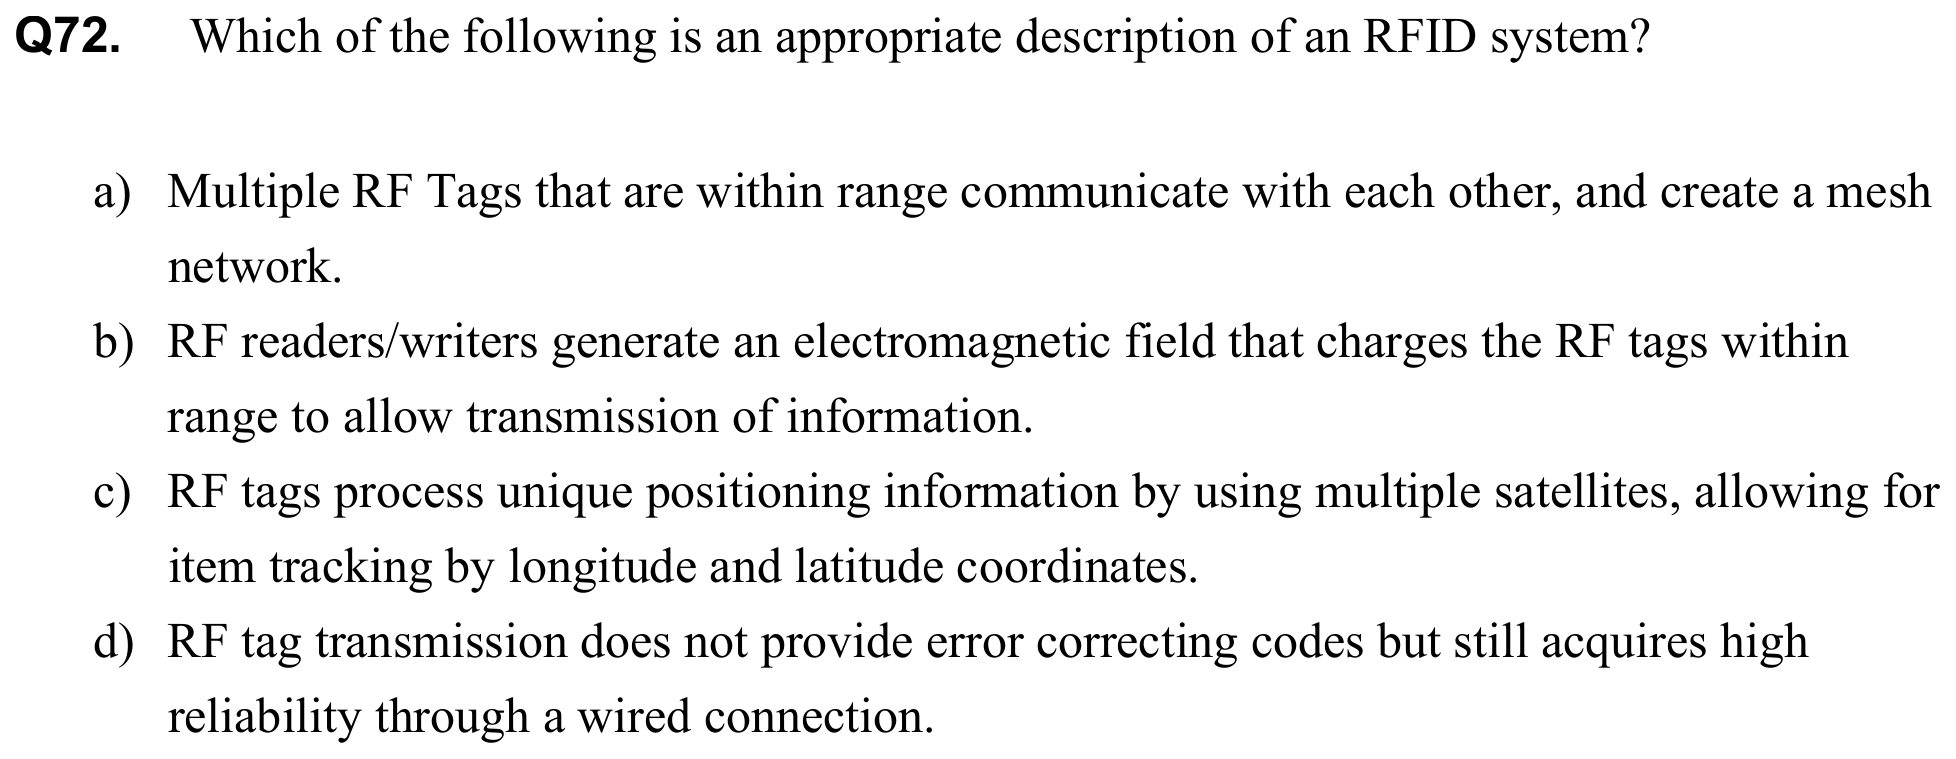 Q72. Which of the following is an appropriate description of an RFID system?
a) Multiple RF Tags that are within range communicate with each other, and create a mesh
network.
b) RF readers/writers generate an electromagnetic field that charges the RF tags within
range to allow transmission of information.
c) RF tags process unique positioning information by using multiple satellites, allowing for
item tracking by longitude and latitude coordinates.
d) RF tag transmission does not provide error correcting codes but still acquires high
reliability through a wired connection.